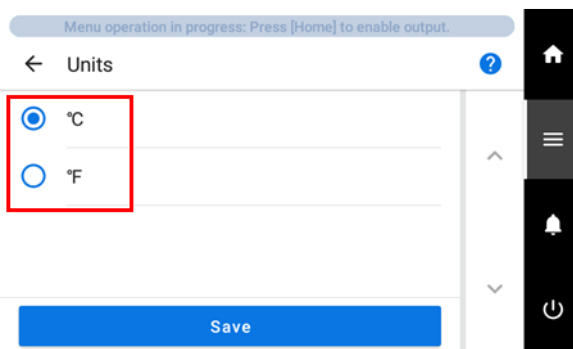 Menu operation in progress: Press [Home] to enable output.
Units
?
℃
℉
Save